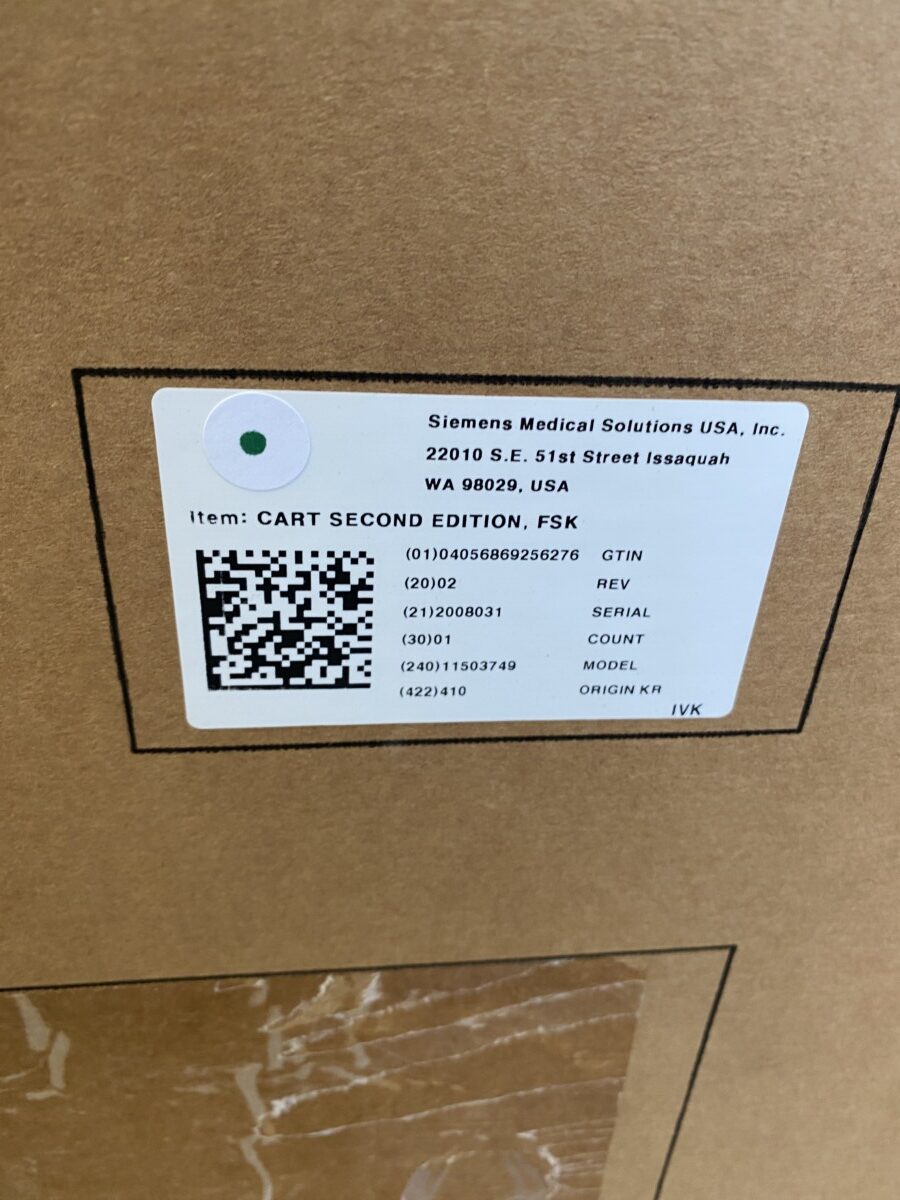 Siemens Medical Solutions USA, Inc.
22010 S.E. 51st Street Issaquah
WA 98029, USA
Item: CART SECOND EDITION, FSK
(01)04056869256276 GTIN
(20)02 REV
(21)2008031 SERIAL
(30)01 COUNT
(240)11503749 MODEL
(422)410 ORIGIN KR
IVK